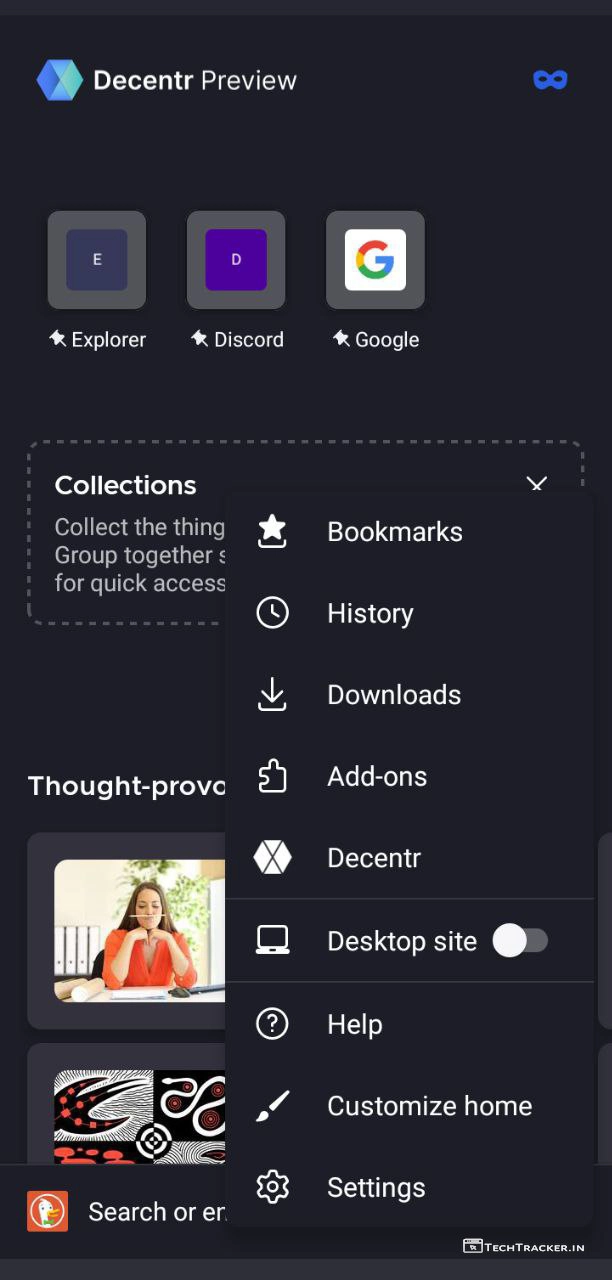 Decentr Preview
E
D
Explorer
Discord
Google
Collections
Collect the thing
Group together s
for quick access
Bookmarks
History
Downloads
Add-ons
Decentr
Desktop site
Help
Customize home
Settings
Thought-provo
Search or en
TECHTRACKER.IN